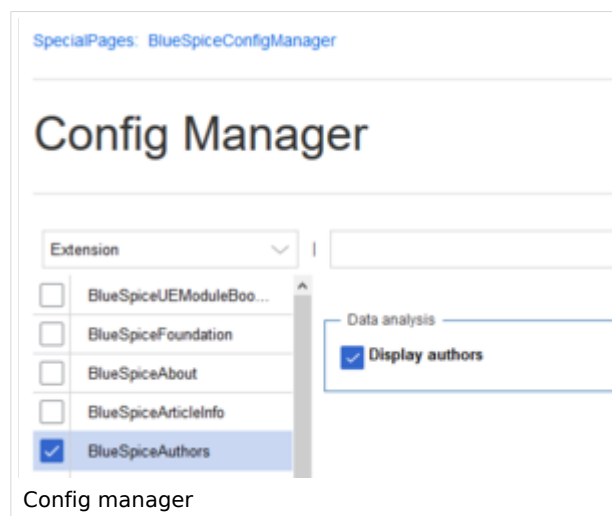 SpecialPages: BlueSpiceConfigManager
Config Manager
Extension
BlueSpiceUEModuleBoo...
BlueSpiceFoundation
BlueSpiceAbout
BlueSpiceArticleInfo
BlueSpiceAuthors
Data analysis
Display authors
Config manager